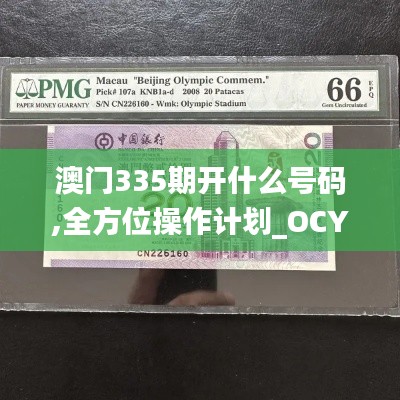 PMG
PAPER MONEY GUARANTY
Macau "Beijing Olympic Commem."
Pick# 107a KNB1a-d 2008 20 Patacas
S/N CN226160 - Wmk: Olympic Stadium
66
EPQ
Gem Uncirculated
中國銀行
澳门335期开什么号码
,全方位操作计划_OCY
CN226160